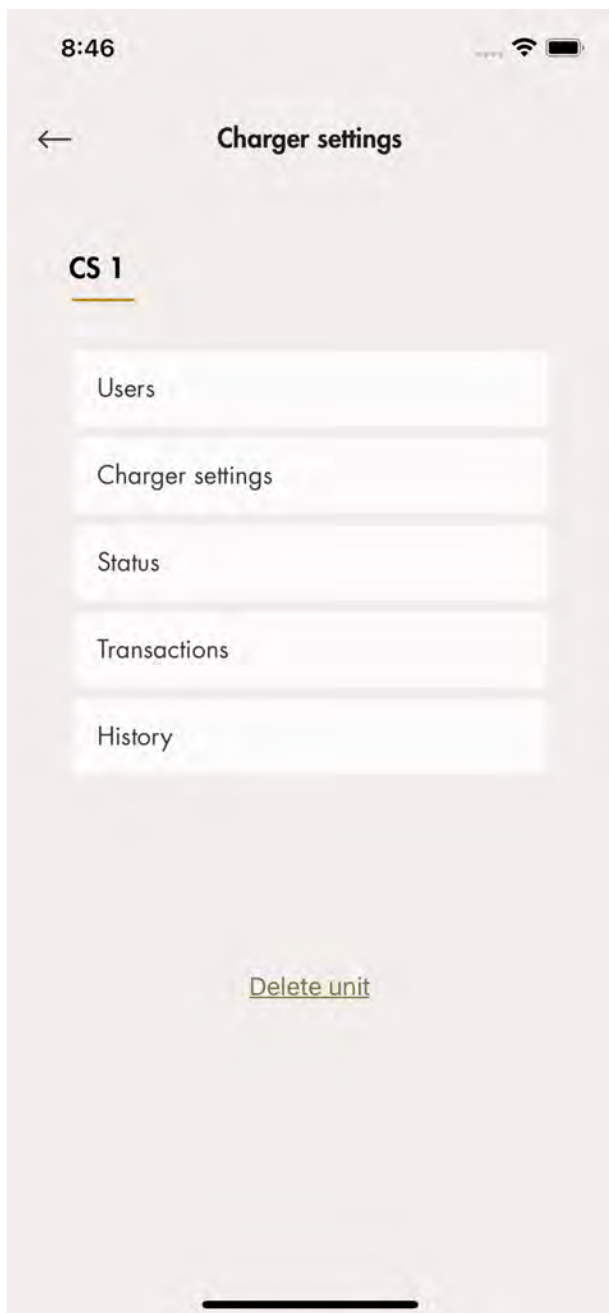 8:46
Charger settings
CS 1
Users
Charger settings
Status
Transactions
History
Delete unit